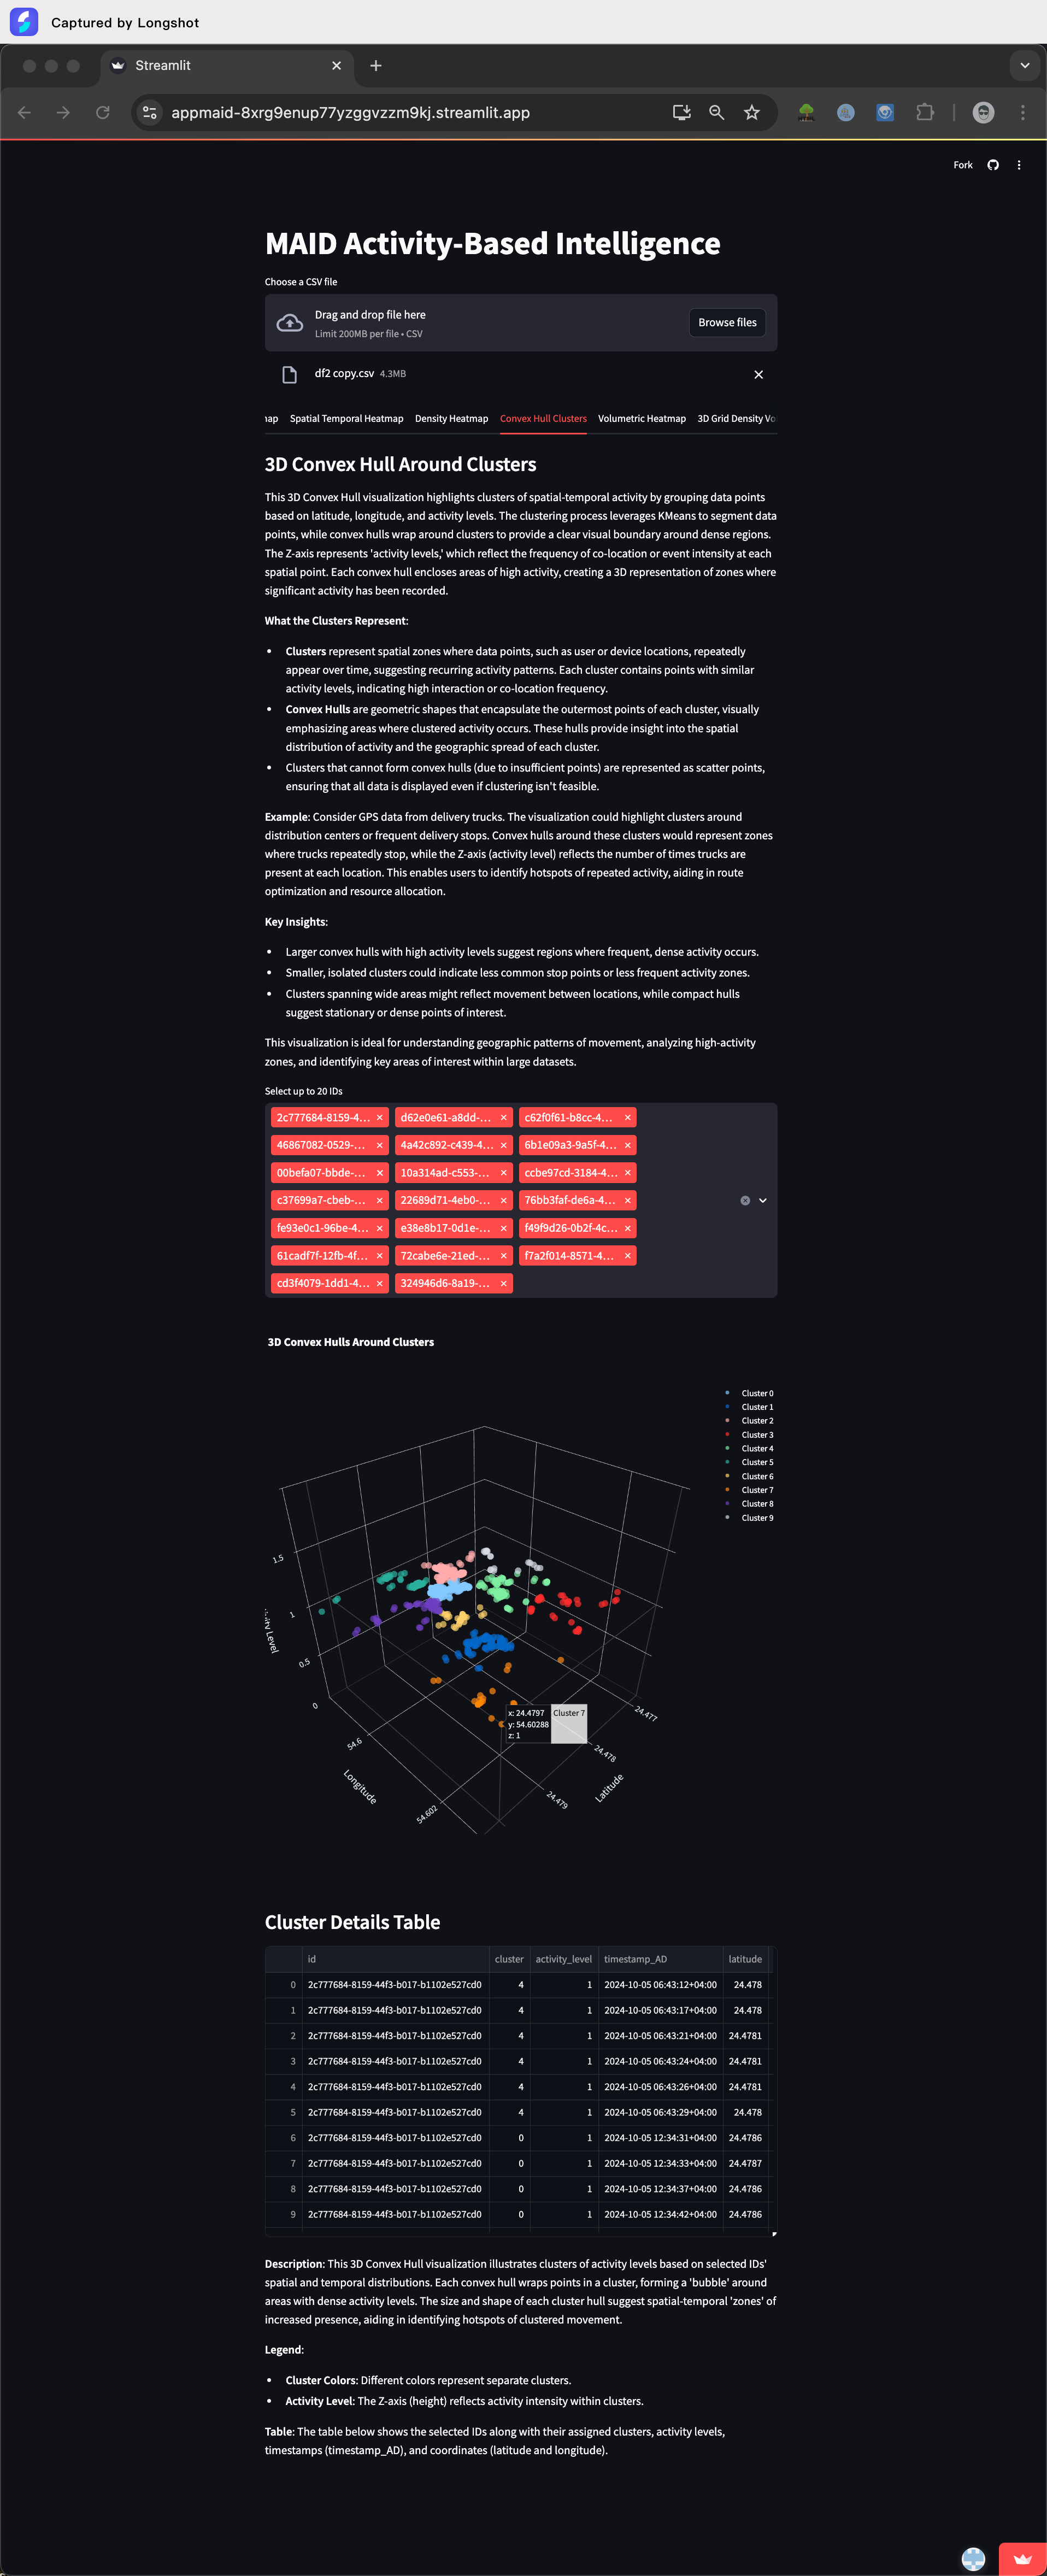 Captured by Longshot
Streamlit
appmaid-8xrg9enup77yzggvzzm9kj.streamlit.app
Fork
MAID Activity-Based Intelligence
Choose a CSV file
Drag and drop file here
Limit 200MB per file • CSV
Browse files
df2 copy.csv 4.3MB
Spatial Temporal Heatmap Density Heatmap Convex Hull Clusters Volumetric Heatmap 3D Grid Density
3D Convex Hull Around Clusters
This 3D Convex Hull visualization highlights clusters of spatial-temporal activity by grouping data points
based on latitude, longitude, and activity levels. The clustering process leverages KMeans to segment data
points, while convex hulls wrap around clusters to provide a clear visual boundary around dense regions.
The Z-axis represents 'activity levels,' which reflect the frequency of co-location or event intensity at each
spatial point. Each convex hull encloses areas of high activity, creating a 3D representation of zones where
significant activity has been recorded.
What the Clusters Represent:
• Clusters represent spatial zones where data points, such as user or device locations, repeatedly
appear over time, suggesting recurring activity patterns. Each cluster contains points with similar
activity levels, indicating high interaction or co-location frequency.
• Convex Hulls are geometric shapes that encapsulate the outermost points of each cluster, visually
emphasizing areas where clustered activity occurs. These hulls provide insight into the spatial
distribution of activity and the geographic spread of each cluster.
• Clusters that cannot form convex hulls (due to insufficient points) are represented as scatter points,
ensuring that all data is displayed even if clustering isn't feasible.
Example: Consider GPS data from delivery trucks. The visualization could highlight clusters around
distribution centers or frequent delivery stops. Convex hulls around these clusters would represent zones
where trucks repeatedly stop, while the Z-axis (activity level) reflects the number of times trucks are
present at each location. This enables users to identify hotspots of repeated activity, aiding in route
optimization and resource allocation.
Key Insights:
• Larger convex hulls with high activity levels suggest regions where frequent, dense activity occurs.
• Smaller, isolated clusters could indicate less common stop points or less frequent activity zones.
• Clusters spanning wide areas might reflect movement between locations, while compact hulls
suggest stationary or dense points of interest.
This visualization is ideal for understanding geographic patterns of movement, analyzing high-activity
zones, and identifying key areas of interest within large datasets.
Select up to 20 IDs
2c777684-8159-4... d62e0e61-a8dd-... c62f0f61-b8cc-4...
46867082-0529-... 4a42c892-c439-4... 6b1e09a3-9a5f-4...
00befa07-bbde-... 10a314ad-c553-... ccbe97cd-3184-4...
c37699a7-cbeb-... 22689d71-4eb0-... 76bb3faf-de6a-4...
fe93e0c1-96be-4... e38e8b17-0d1e-... f49f9d26-0b2f-4c...
61cadf7f-12fb-4f... 72cabe6e-21ed-... f7a2f014-8571-4...
cd3f4079-1dd1-4... 324946d6-8a19-...
3D Convex Hulls Around Clusters
Cluster 0
Cluster 1
Cluster 2
Cluster 3
Cluster 4
Cluster 5
Cluster 6
Cluster 7
Cluster 8
Cluster 9
1.5
1
0.5
0
Level
54.6
54.602
Longitude
24.477
24.478
24.479
Latitude
x: 24.4797
y: 54.60288
z: 1
Cluster 7
Cluster Details Table
id cluster activity_level timestamp_AD latitude
0 2c777684-8159-44f3-b017-b1102e527cd0 4 1 2024-10-05 06:43:12+04:00 24.478
1 2c777684-8159-44f3-b017-b1102e527cd0 4 1 2024-10-05 06:43:17+04:00 24.478
2 2c777684-8159-44f3-b017-b1102e527cd0 4 1 2024-10-05 06:43:21+04:00 24.4781
3 2c777684-8159-44f3-b017-b1102e527cd0 4 1 2024-10-05 06:43:24+04:00 24.4781
4 2c777684-8159-44f3-b017-b1102e527cd0 4 1 2024-10-05 06:43:26+04:00 24.4781
5 2c777684-8159-44f3-b017-b1102e527cd0 4 1 2024-10-05 06:43:29+04:00 24.478
6 2c777684-8159-44f3-b017-b1102e527cd0 0 1 2024-10-05 12:34:31+04:00 24.4786
7 2c777684-8159-44f3-b017-b1102e527cd0 0 1 2024-10-05 12:34:33+04:00 24.4787
8 2c777684-8159-44f3-b017-b1102e527cd0 0 1 2024-10-05 12:34:37+04:00 24.4786
9 2c777684-8159-44f3-b017-b1102e527cd0 0 1 2024-10-05 12:34:42+04:00 24.4786
Description: This 3D Convex Hull visualization illustrates clusters of activity levels based on selected IDs'
spatial and temporal distributions. Each convex hull wraps points in a cluster, forming a 'bubble' around
areas with dense activity levels. The size and shape of each cluster hull suggest spatial-temporal 'zones' of
increased presence, aiding in identifying hotspots of clustered movement.
Legend:
• Cluster Colors: Different colors represent separate clusters.
• Activity Level: The Z-axis (height) reflects activity intensity within clusters.
Table: The table below shows the selected IDs along with their assigned clusters, activity levels,
timestamps (timestamp_AD), and coordinates (latitude and longitude).